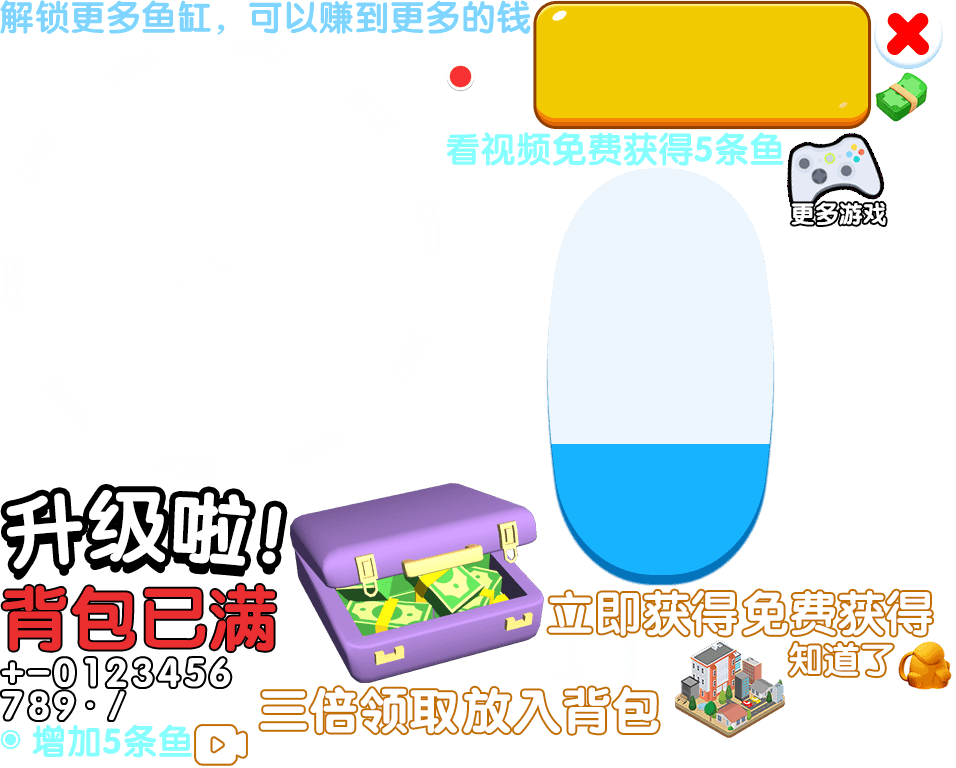 解锁更多鱼缸，可以赚到更多的钱
看视频免费获得5条鱼
更多游戏
升级啦!
背包已满
立即获得免费获得
知道了
+-0123456
789·/
三倍领取放入背包
增加5条鱼